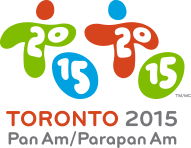 20 20
15 15
TM/MC
TORONTO 2015
Pan Am/Parapan Am